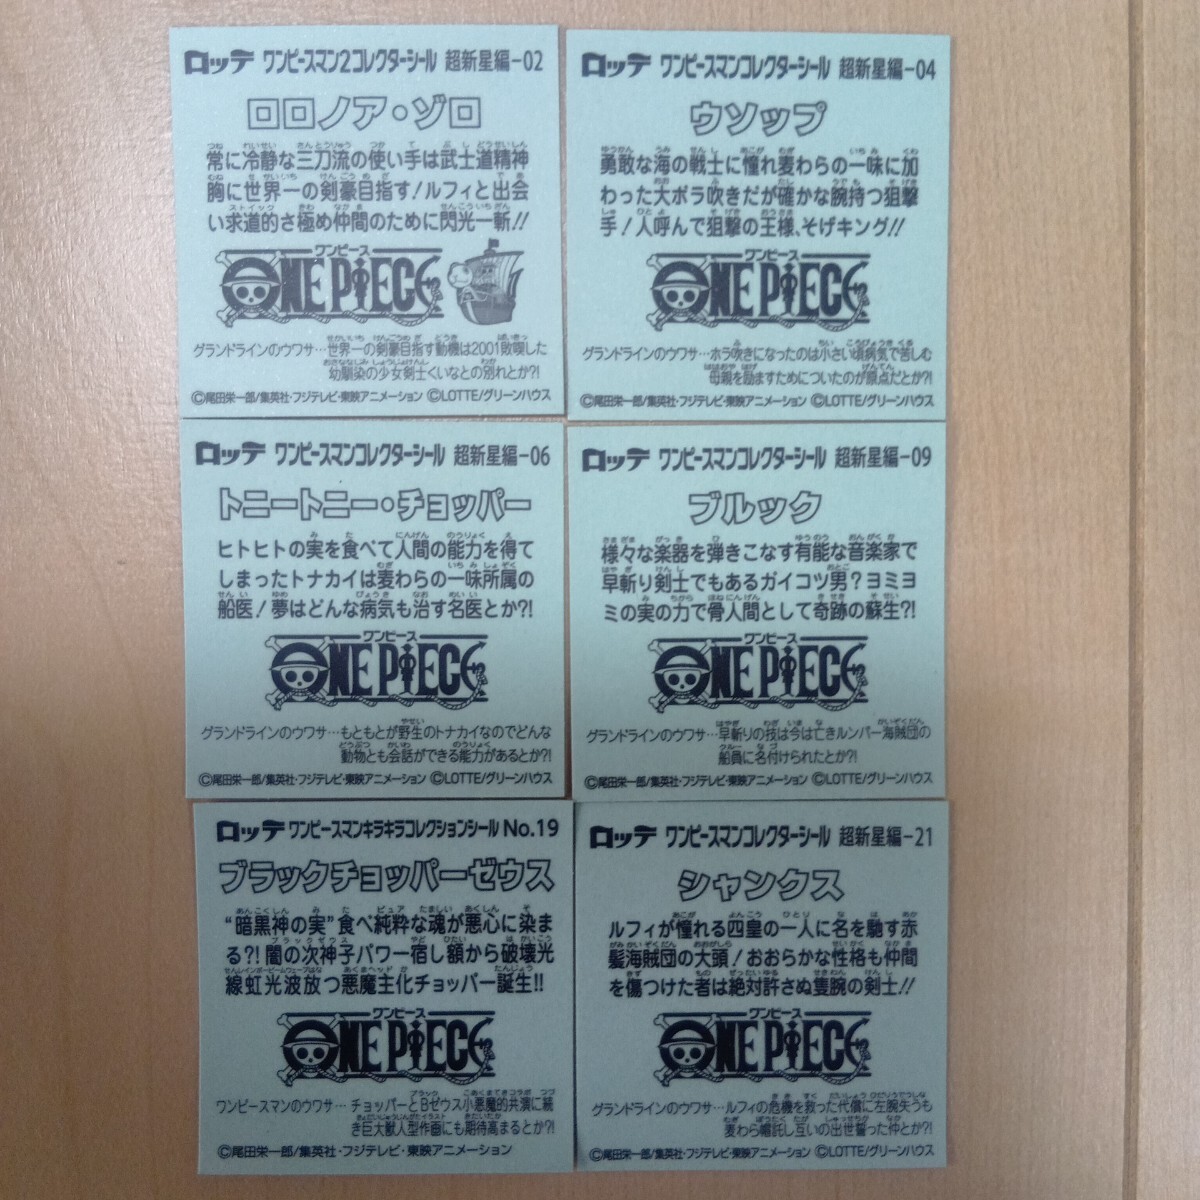 ロッテ ワンピースマン2コレクターシール 超新星編-02
ロロノア・ゾロ
常に冷静な三刀流の使い手は武士道精神
胸に世界一の剣豪目指す！ルフィと出会
い求道的さ極め仲間のために閃光一斬！！
ワンピース
ONE PIECE
グランドラインのウワサ…世界一の剣豪目指す動機は2001敗喫した
幼馴染の少女剣士くいなとの別れとか?!
©尾田栄一郎/集英社・フジテレビ・東映アニメーション ©LOTTE/グリーンハウス
ロッテ ワンピースマンコレクターシール 超新星編-04
ウソップ
勇敢な海の戦士に憧れ麦わらの一味に加
わった大ボラ吹きだが確かな腕持つ狙撃
手！人呼んで狙撃の王様、そげキング！！
ワンピース
ONE PIECE
グランドラインのウワサ…ホラ吹きになったのは小さい頃病気で苦しむ
母親を励ますためについたのが原点だとか?!
©尾田栄一郎/集英社・フジテレビ・東映アニメーション ©LOTTE/グリーンハウス
ロッテ ワンピースマンコレクターシール 超新星編-06
トニートニー・チョッパー
ヒトヒトの実を食べて人間の能力を得て
しまったトナカイは麦わらの一味所属の
船医！夢はどんな病気も治す名医とか?!
ワンピース
ONE PIECE
グランドラインのウワサ…もともとが野生のトナカイなのでどんな
動物とも会話ができる能力があるとか?!
©尾田栄一郎/集英社・フジテレビ・東映アニメーション ©LOTTE/グリーンハウス
ロッテ ワンピースマンコレクターシール 超新星編-09
ブルック
様々な楽器を弾きこなす有能な音楽家で
早斬り剣士でもあるガイコツ男？ヨミヨ
ミの実の力で骨人間として奇跡の蘇生?!
ワンピース
ONE PIECE
グランドラインのウワサ…早斬りの技は今は亡きルンバー海賊団の
船員に名付けられたとか?!
©尾田栄一郎/集英社・フジテレビ・東映アニメーション ©LOTTE/グリーンハウス
ロッテ ワンピースマンキラキラコレクションシール No.19
ブラックチョッパーゼウス
“暗黒神の実”食べ純粋な魂が悪心に染ま
る?!闇の次神子パワー宿し額から破壊光
線虹光波放つ悪魔主化チョッパー誕生!!
ワンピース
ONE PIECE
ワンピースマンのウワサ…チョッパーとBゼウス小悪魔的共演に続
き巨大獣人型作画にも期待高まるとか?!
©尾田栄一郎/集英社・フジテレビ・東映アニメーション
ロッテ ワンピースマンコレクターシール 超新星編-21
シャンクス
ルフィが憧れる四皇の一人に名を馳す赤
髪海賊団の大頭！おおらかな性格も仲間
を傷つけた者は絶対許さぬ隻腕の剣士！！
ワンピース
ONE PIECE
グランドラインのウワサ…ルフィの危機を救った代償に左腕失うも
麦わら帽託し互いの出世誓った仲とか?!
©尾田栄一郎/集英社・フジテレビ・東映アニメーション ©LOTTE/グリーンハウス